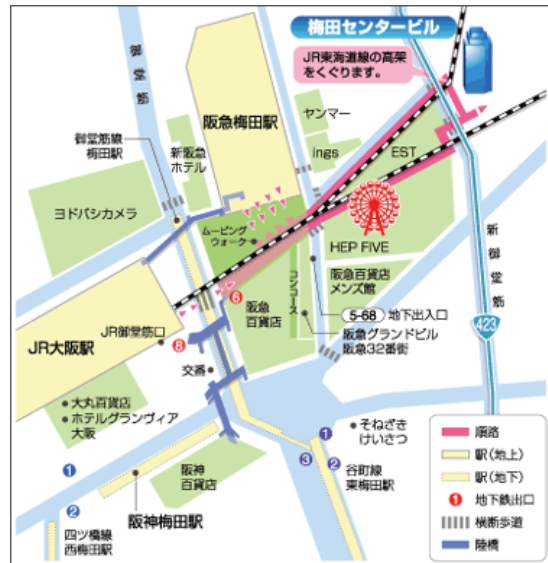 梅田センタービル
JR東海道線の高架
をくぐります。
御堂筋
阪急梅田駅
ヤンマー
ings
EST
御堂筋線
梅田駅
新阪急
ホテル
ヨドバシカメラ
ムービング
ウォーク
HEP FIVE
新御堂筋
423
阪急百貨店
メンズ館
コンコース
5-68 地下出入口
6
阪急
百貨店
阪急グランドビル
阪急32番街
JR大阪駅
JR御堂筋口
8
交番
大丸百貨店
ホテルグランヴィア
大阪
そねざき
けいさつ
1
3
2
谷町線
東梅田駅
阪神
百貨店
1
阪神梅田駅
2
四ツ橋線
西梅田駅
順路
駅(地上)
駅(地下)
1 地下鉄出口
横断歩道
陸橋